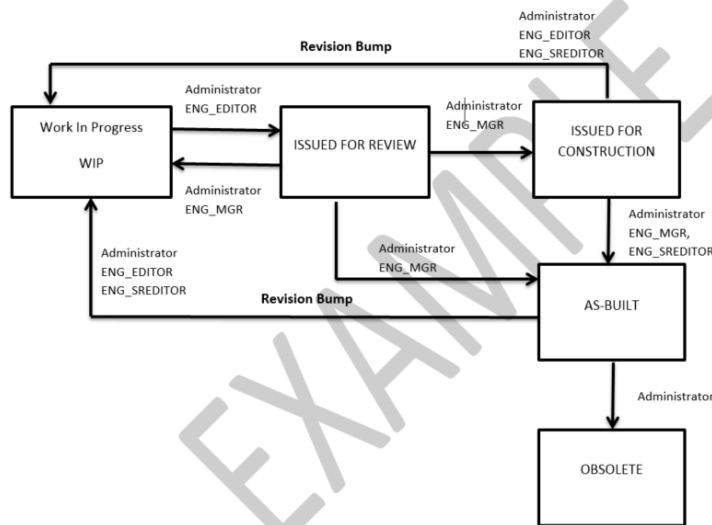 Administrator
ENG_EDITOR
ENG_SREDITOR
Revision Bump
Administrator
ENG_EDITOR
Administrator
ENG_MGR
Work In Progress
WIP
ISSUED FOR REVIEW
ISSUED FOR
CONSTRUCTION
Administrator
ENG_MGR
Administrator
ENG_MGR,
ENG_SREDITOR
Administrator
ENG_EDITOR
ENG_SREDITOR
Administrator
ENG_MGR
Revision Bump
AS-BUILT
Administrator
OBSOLETE
EXAMPLE